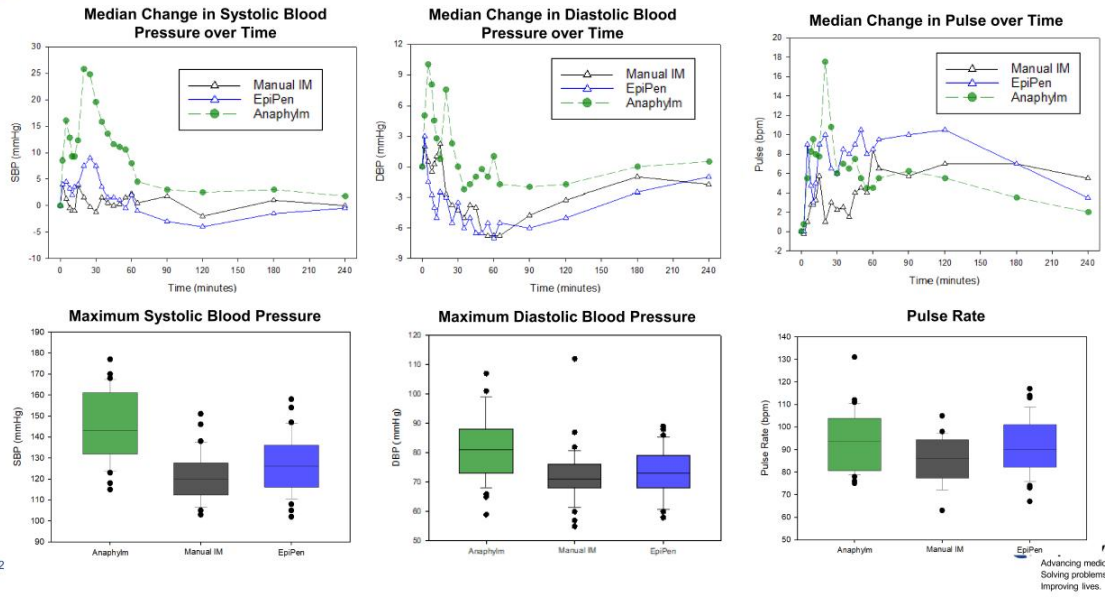 Median Change in Systolic Blood
Pressure over Time
30
25
20
15
10
5
0
-5
-10
SBP (mmHg)
Manual IM
EpiPen
Anaphylm
0 30 60 90 120 150 180 210 240
Time (minutes)
Median Change in Diastolic Blood
Pressure over Time
12
9
6
3
0
-3
-6
-9
DBP (mmHg)
Manual IM
EpiPen
Anaphylm
0 30 60 90 120 150 180 210 240
Time (minutes)
Median Change in Pulse over Time
20
18
16
14
12
10
8
6
4
2
0
-2
Pulse (bpm)
Manual IM
EpiPen
Anaphylm
0 30 60 90 120 150 180 210 240
Time (minutes)
Maximum Systolic Blood Pressure
190
180
170
160
150
140
130
120
110
100
90
SBP (mmHg)
Anaphylm Manual IM EpiPen
Maximum Diastolic Blood Pressure
120
110
100
90
80
70
60
50
DBP (mmHg)
Anaphylm Manual IM EpiPen
Pulse Rate
140
130
120
110
100
90
80
70
60
50
Pulse Rate (bpm)
Anaphylm Manual IM EpiPen
2
Advancing medic
Solving problems
Improving lives.